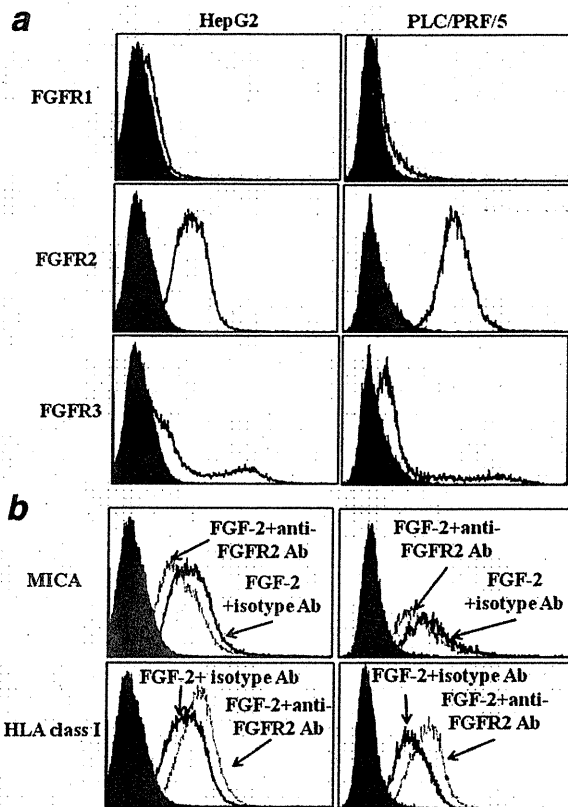 a
HepG2
PLC/PRF/5
FGFR1
FGFR2
FGFR3
b
MICA
FGF-2+anti-
FGFR2 Ab
FGF-2
+isotype Ab
FGF-2+anti-
FGFR2 Ab
FGF-2
+isotype Ab
HLA class I
FGF-2+ isotype Ab
FGF-2+anti-
FGFR2 Ab
FGF-2+isotype Ab
FGF-2+anti-
FGFR2 Ab